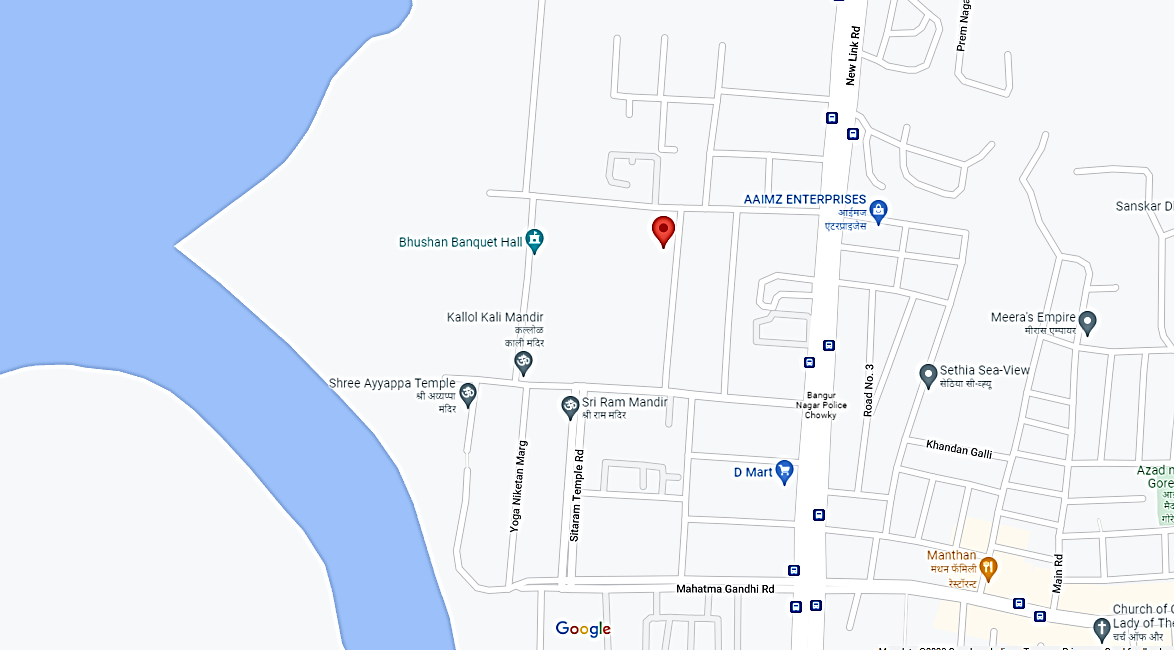 Prem Naga
New Link Rd
AAIMZ ENTERPRISES
आईमज
एंटरप्राइजेस
Sanskar D
Bhushan Banquet Hall
Kallol Kali Mandir
कल्लोळ
काली मंदिर
Meera's Empire
मीरास एम्पायर
Shree Ayyappa Temple
श्री अय्यप्पा
मंदिर
Sri Ram Mandir
श्री राम मंदिर
Bangur
Nagar Police
Chowky
Road No. 3
Sethia Sea-View
सेठिया सी-व्ह्यू
Khandan Galli
D Mart
Yoga Niketan Marg
Sitaram Temple Rd
Azad
Gore
Manthan
मंथन फॅमिली
रेस्टॉरन्ट
Main Rd
Mahatma Gandhi Rd
Church of
Lady of The
चर्च ऑफ और
Google